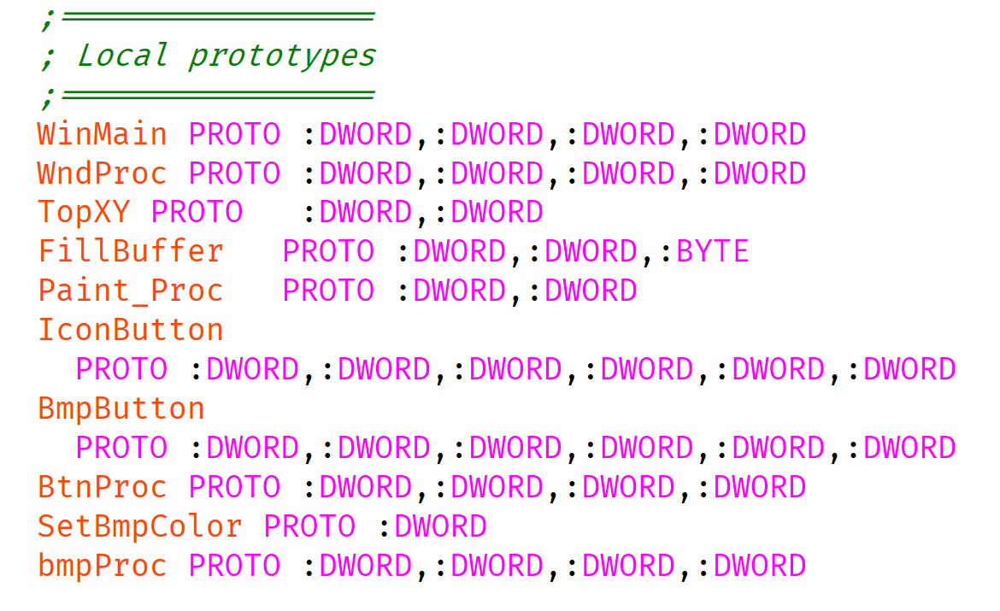 ;=================
; Local prototypes
;=================
WinMain PROTO :DWORD,:DWORD,:DWORD,:DWORD
WndProc PROTO :DWORD,:DWORD,:DWORD,:DWORD
TopXY PROTO   :DWORD,:DWORD
FillBuffer   PROTO :DWORD,:DWORD,:BYTE
Paint_Proc   PROTO :DWORD,:DWORD
IconButton
  PROTO :DWORD,:DWORD,:DWORD,:DWORD,:DWORD,:DWORD
BmpButton
  PROTO :DWORD,:DWORD,:DWORD,:DWORD,:DWORD,:DWORD
BtnProc PROTO :DWORD,:DWORD,:DWORD,:DWORD
SetBmpColor PROTO :DWORD
bmpProc PROTO :DWORD,:DWORD,:DWORD,:DWORD